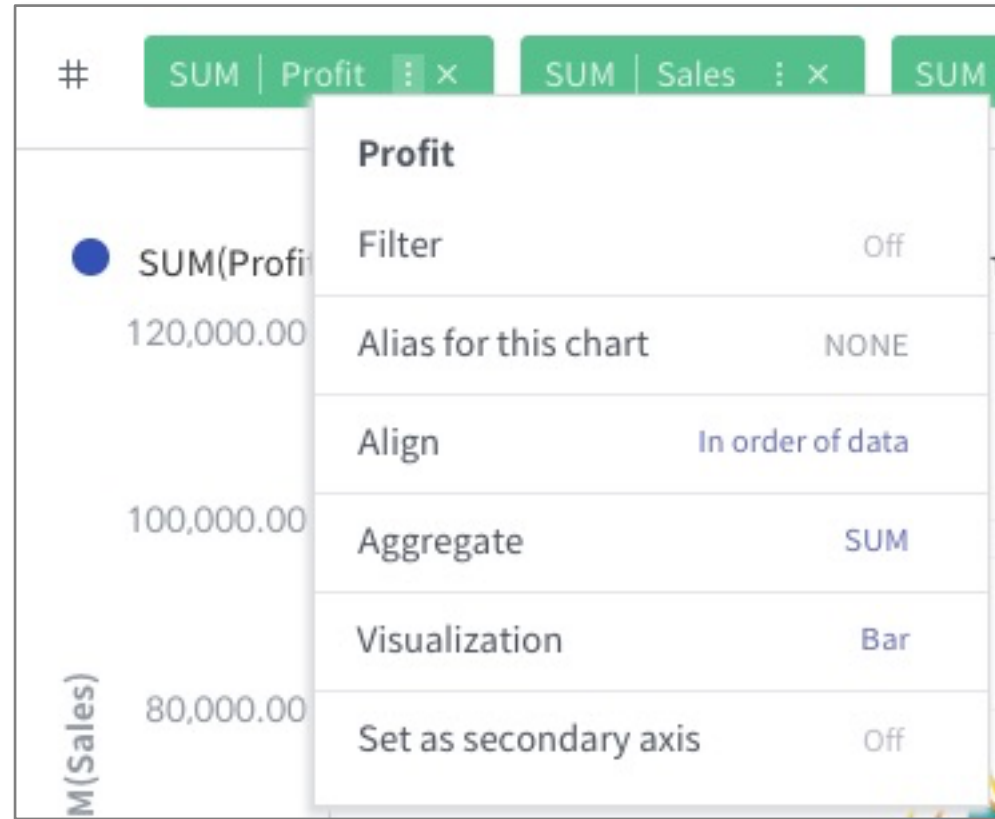 # SUM | Profit ⋮ × SUM | Sales ⋮ × SUM
Profit
SUM(Profi
Filter Off
120,000.00
Alias for this chart NONE
Align In order of data
100,000.00
Aggregate SUM
Visualization Bar
80,000.00
M(Sales)
Set as secondary axis Off